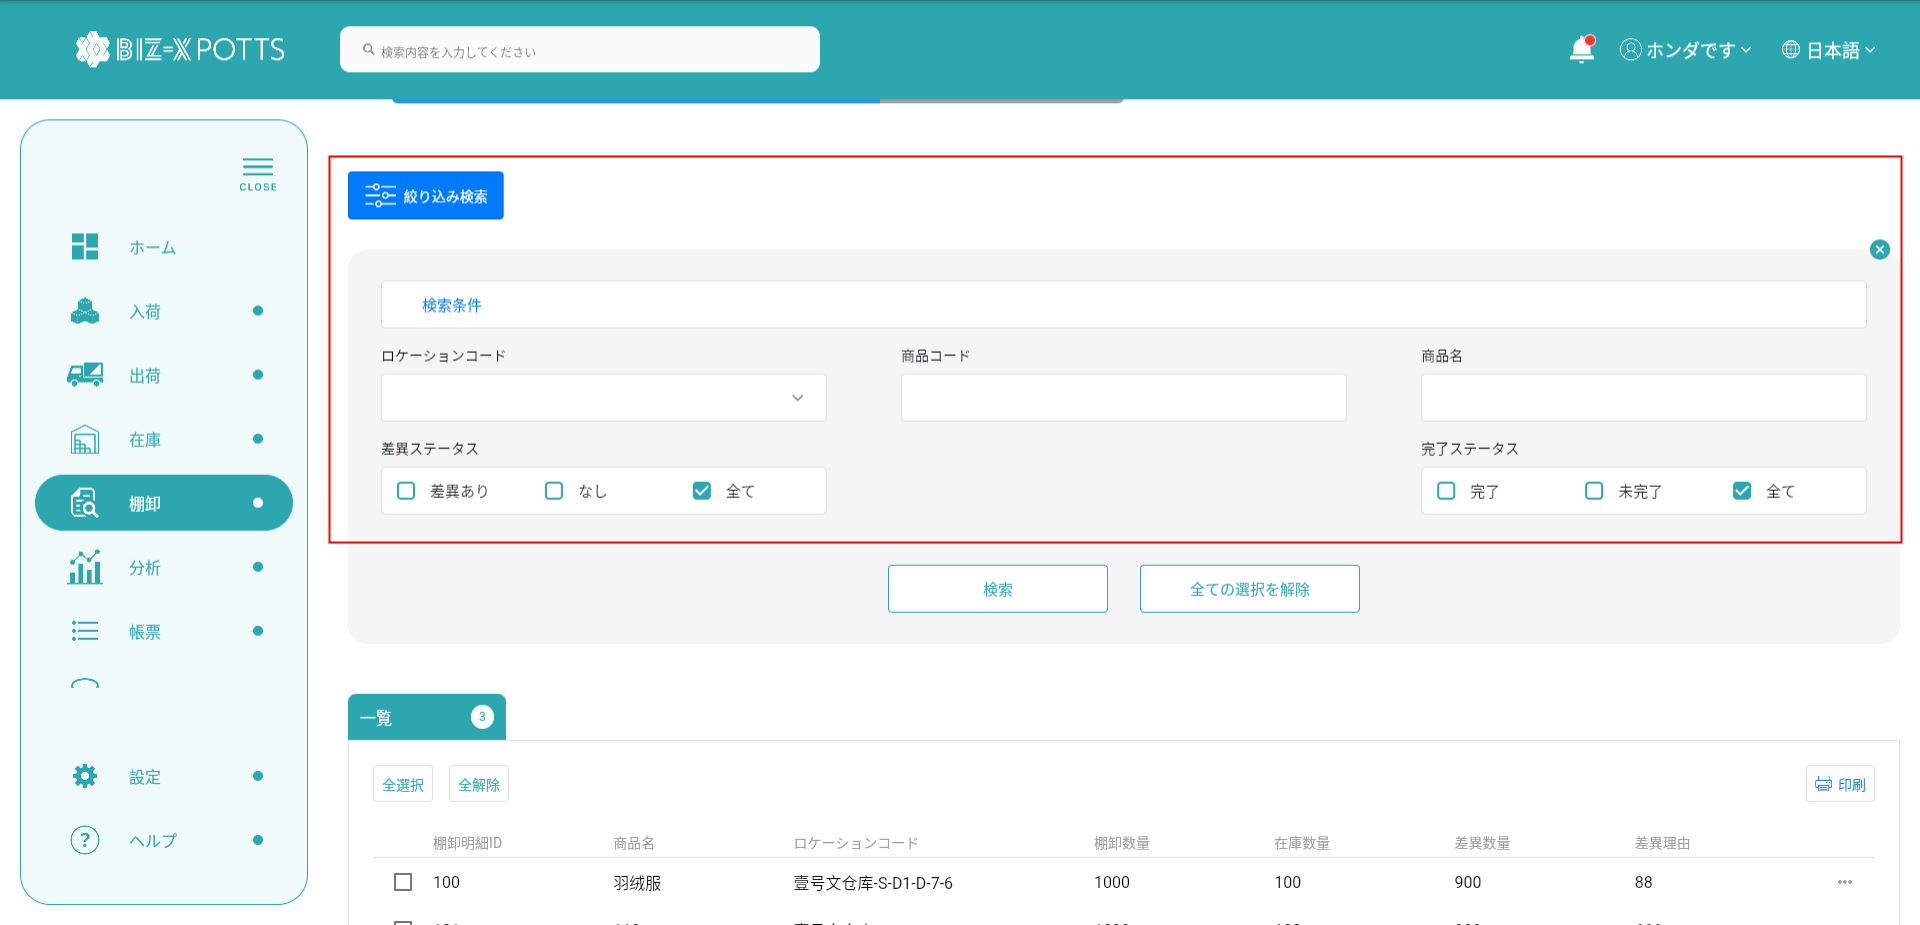 BIZ=X POTTS
検索内容を入力してください
ホンダです
日本語
CLOSE
ホーム
入荷
出荷
在庫
棚卸
分析
帳票
設定
ヘルプ
絞り込み検索
検索条件
ロケーションコード 商品コード 商品名
差異ステータス 完了ステータス
差異あり なし 全て 完了 未完了 全て
検索 全ての選択を解除
一覧 3
全選択 全解除 印刷
棚卸明細ID 商品名 ロケーションコード 棚卸数量 在庫数量 差異数量 差異理由
100 羽绒服 壹号文仓库-S-D1-D-7-6 1000 100 900 88